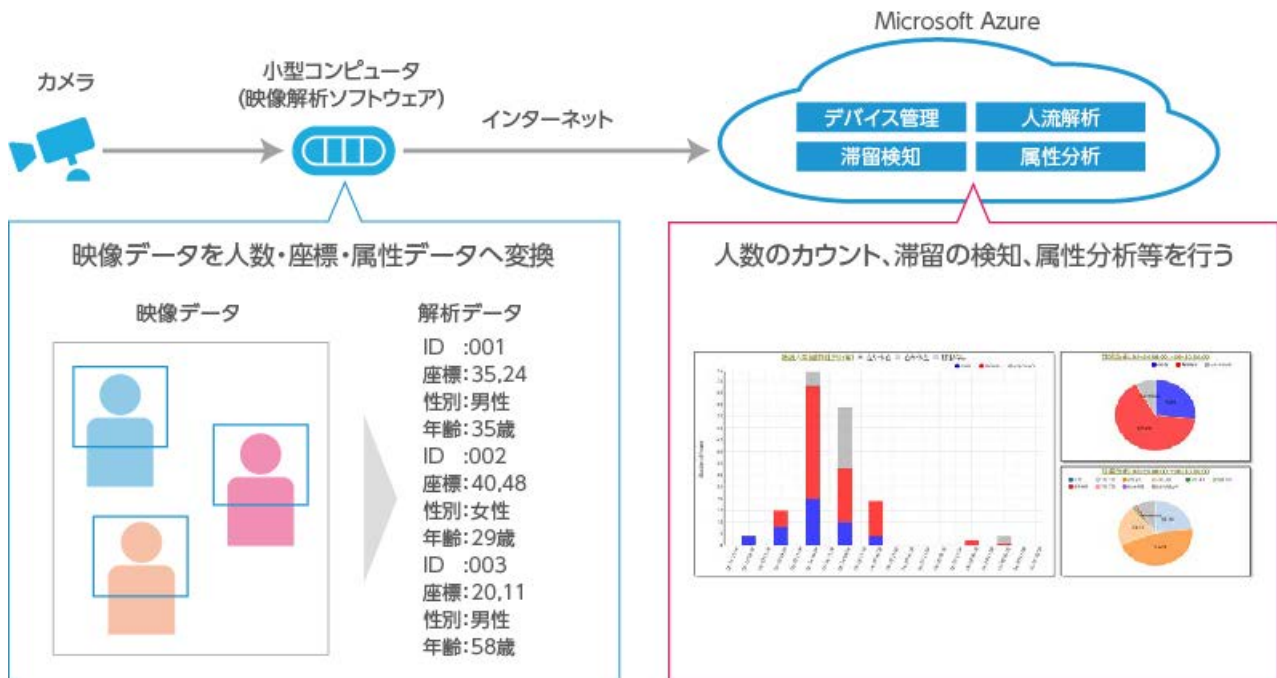 Microsoft Azure
カメラ
小型コンピュータ
(映像解析ソフトウェア)
インターネット
デバイス管理
人流解析
滞留検知
属性分析
映像データを人数・座標・属性データへ変換
映像データ
解析データ
ID :001
座標:35,24
性別:男性
年齢:35歳
ID :002
座標:40,48
性別:女性
年齢:29歳
ID :003
座標:20,11
性別:男性
年齢:58歳
人数のカウント、滞留の検知、属性分析等を行う